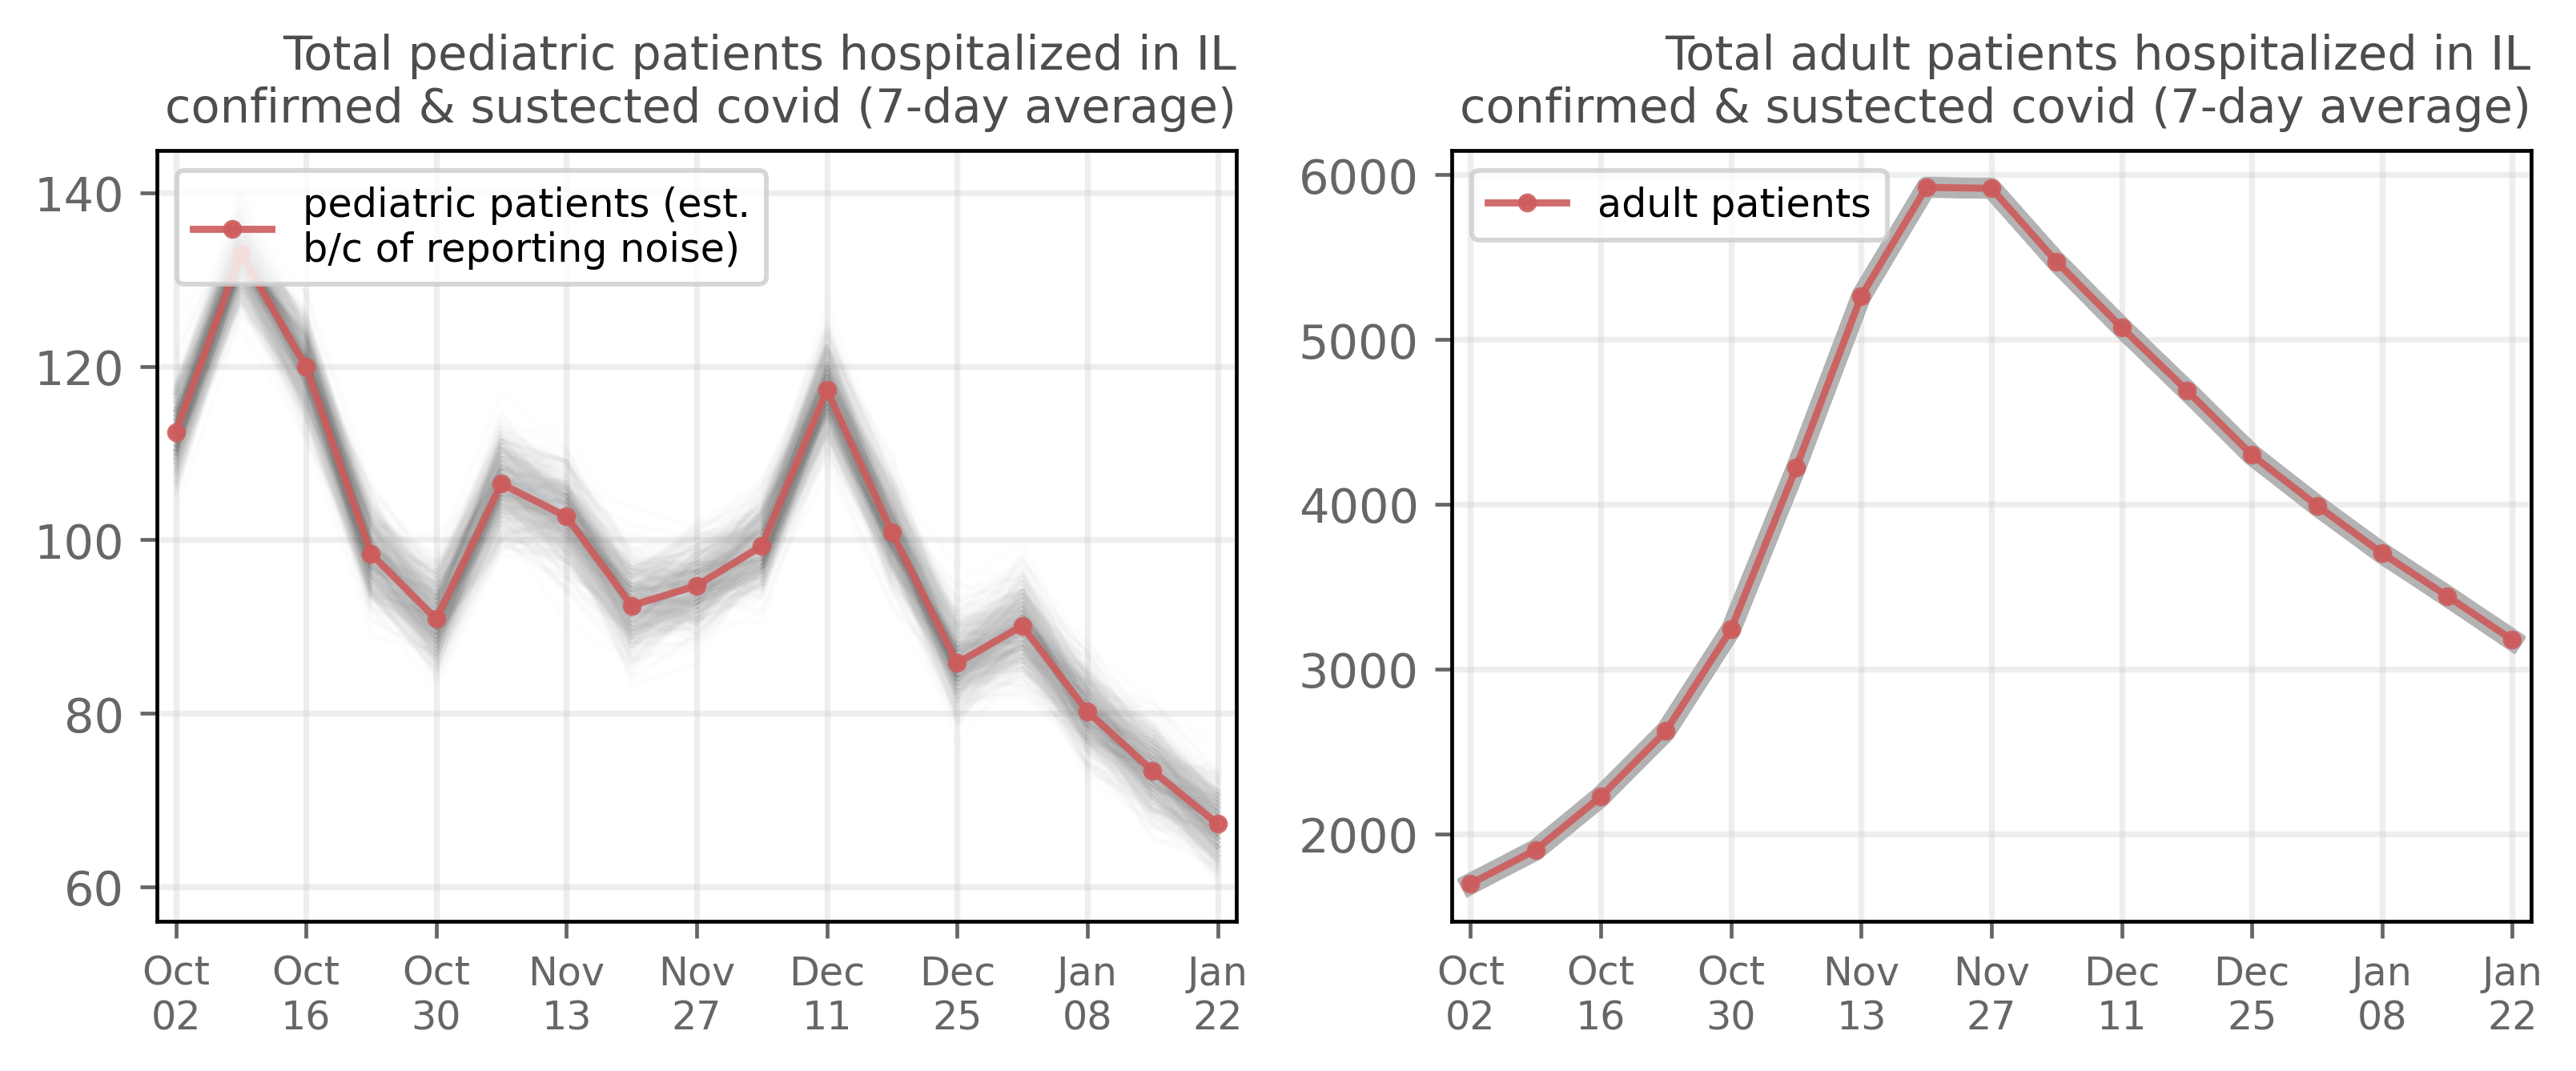 Total pediatric patients hospitalized in IL
confirmed & sustected covid (7-day average)
140
120
100
80
60
pediatric patients (est.
b/c of reporting noise)
Oct Oct Oct Nov Nov Dec Dec Jan Jan
02 16 30 13 27 11 25 08 22
Total adult patients hospitalized in IL
confirmed & sustected covid (7-day average)
6000
5000
4000
3000
2000
adult patients
Oct Oct Oct Nov Nov Dec Dec Jan Jan
02 16 30 13 27 11 25 08 22